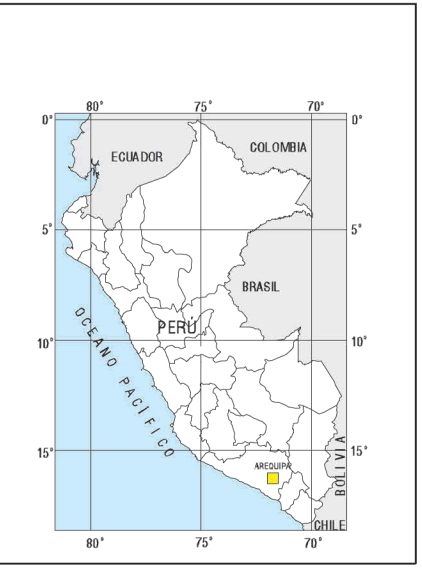 80° 75° 70°
0° 0°
COLOMBIA
ECUADOR
5° 5°
BRASIL
PERÚ
OCEANO PACÍFICO
10° 10°
BOLIVIA
15° 15°
AREQUIPA
CHILE
80° 75° 70°